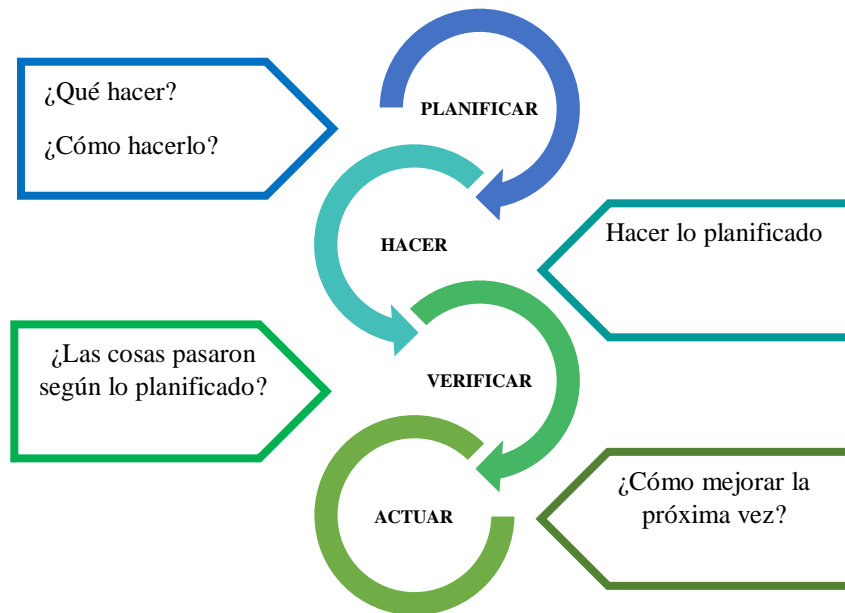 ¿Qué hacer?
¿Cómo hacerlo?
PLANIFICAR
HACER
Hacer lo planificado
¿Las cosas pasaron
según lo planificado?
VERIFICAR
ACTUAR
¿Cómo mejorar la
próxima vez?